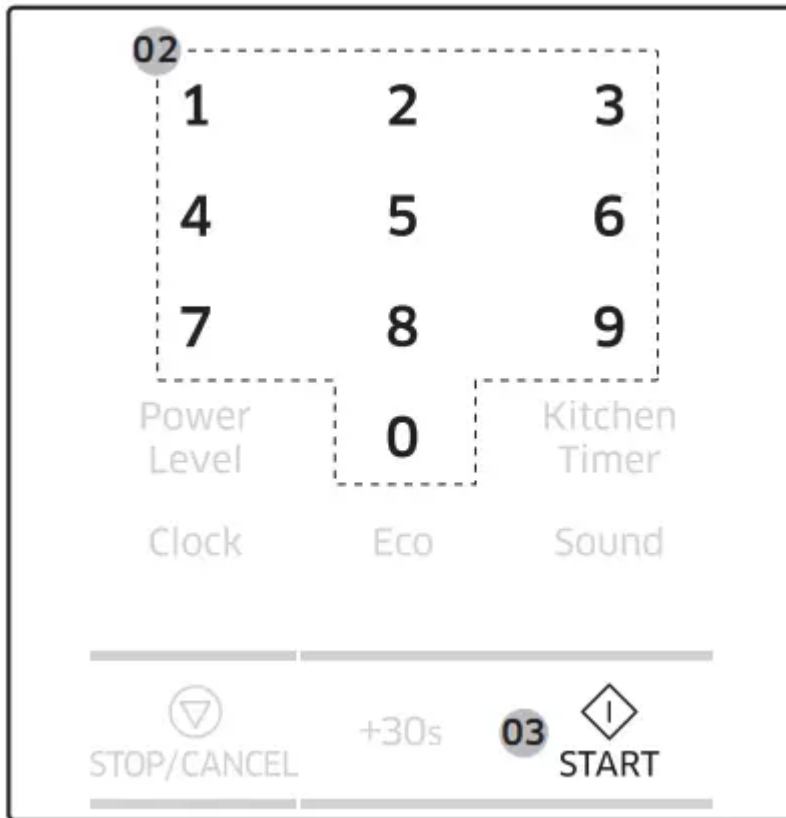 02
1 2 3
4 5 6
7 8 9
Power Level 0 Kitchen Timer
Clock Eco Sound
+30s 03
STOP/CANCEL START